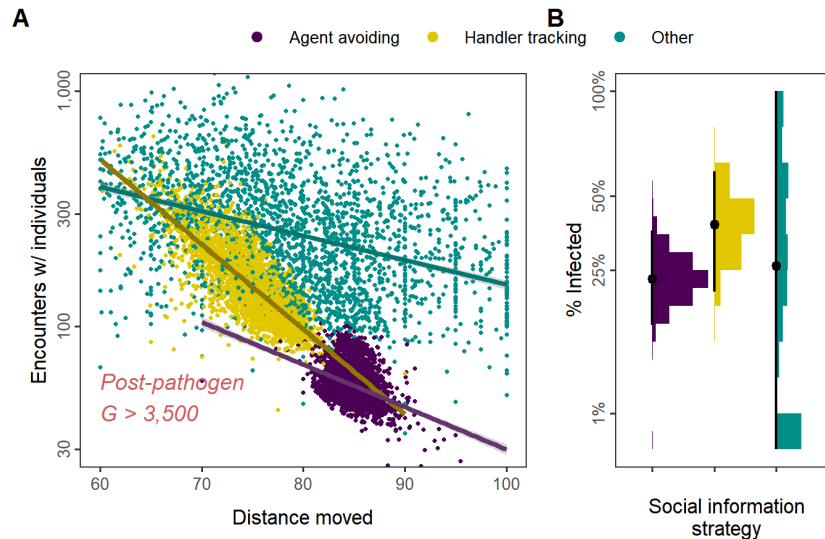 A
B
Agent avoiding
Handler tracking
Other
1,000
300
100
30
Encounters w/ individuals
Post-pathogen
G > 3,500
60
70
80
90
100
Distance moved
100%
50%
25%
1%
% Infected
Social information
strategy